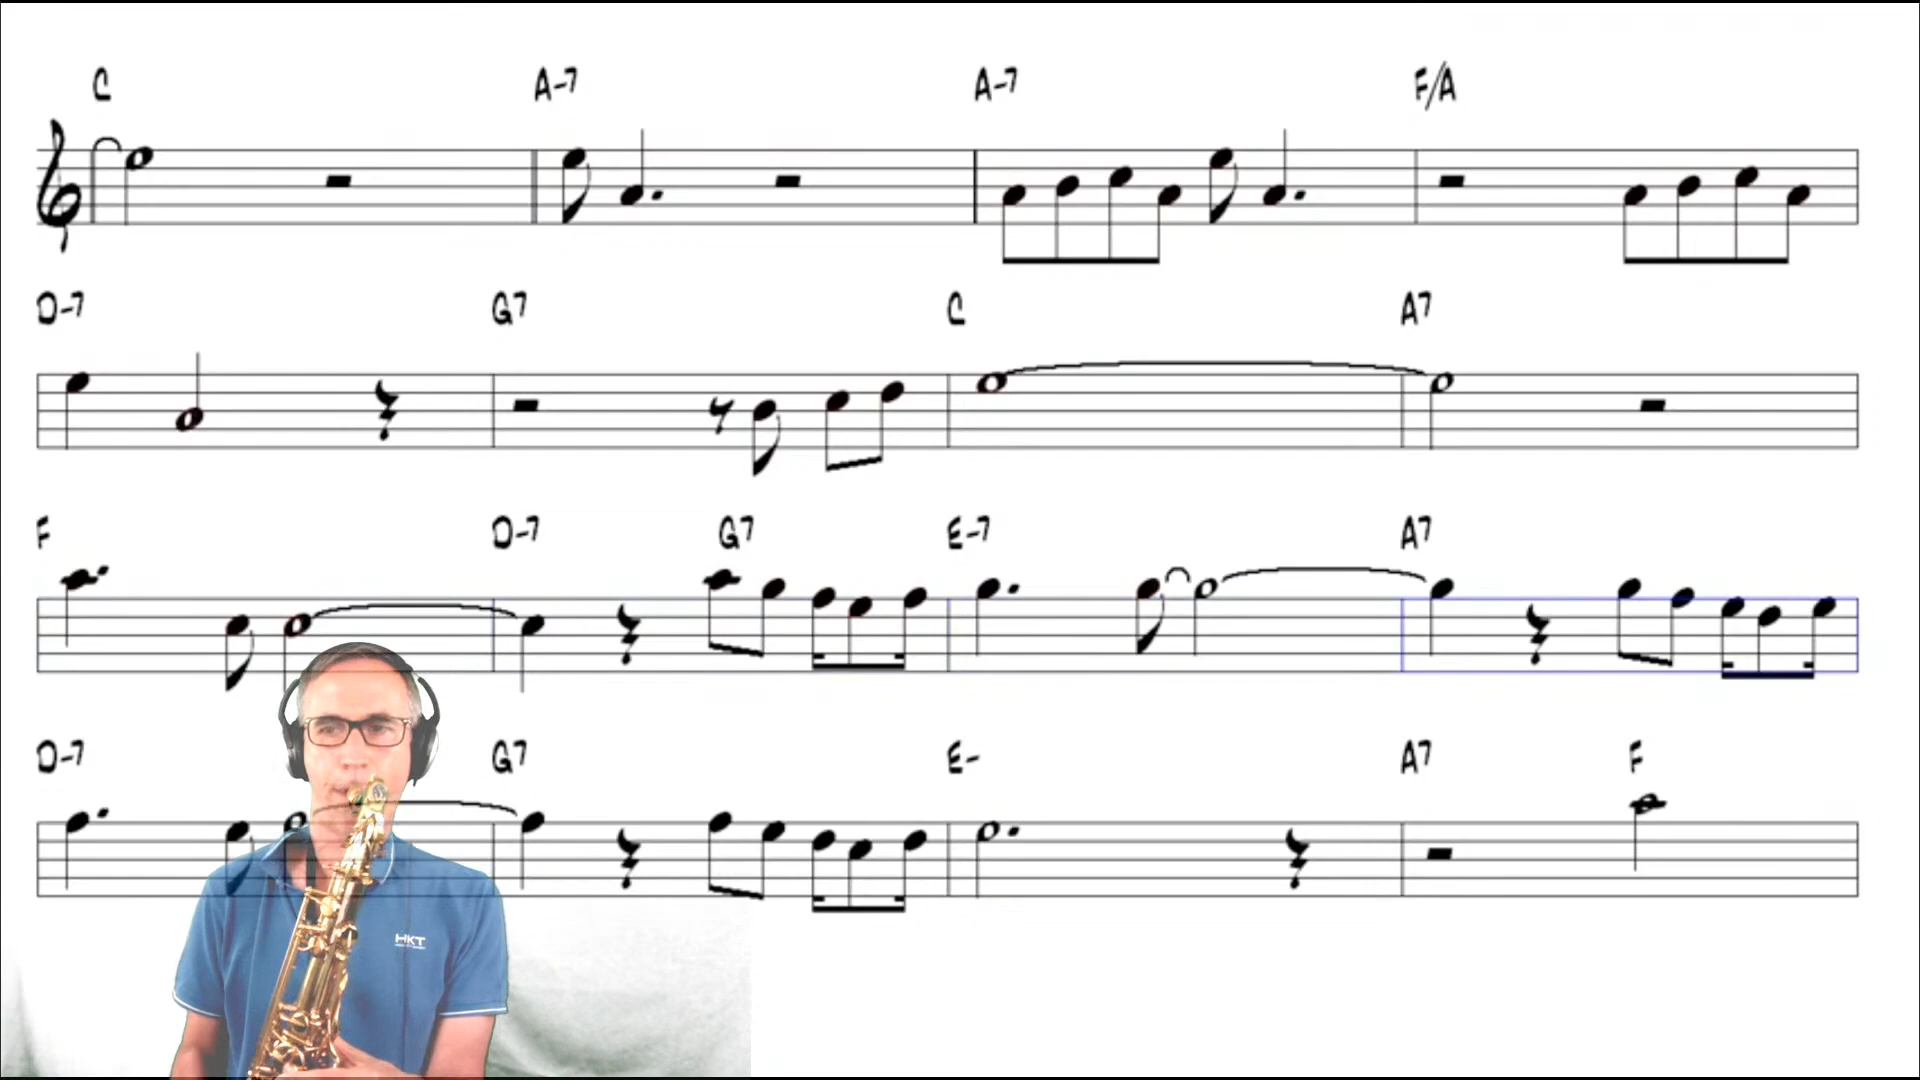 C A-7 A-7 F/A
D-7 G7 C A7
F D-7 G7 E-7 A7
D-7 G7 E- A7 F
HKT